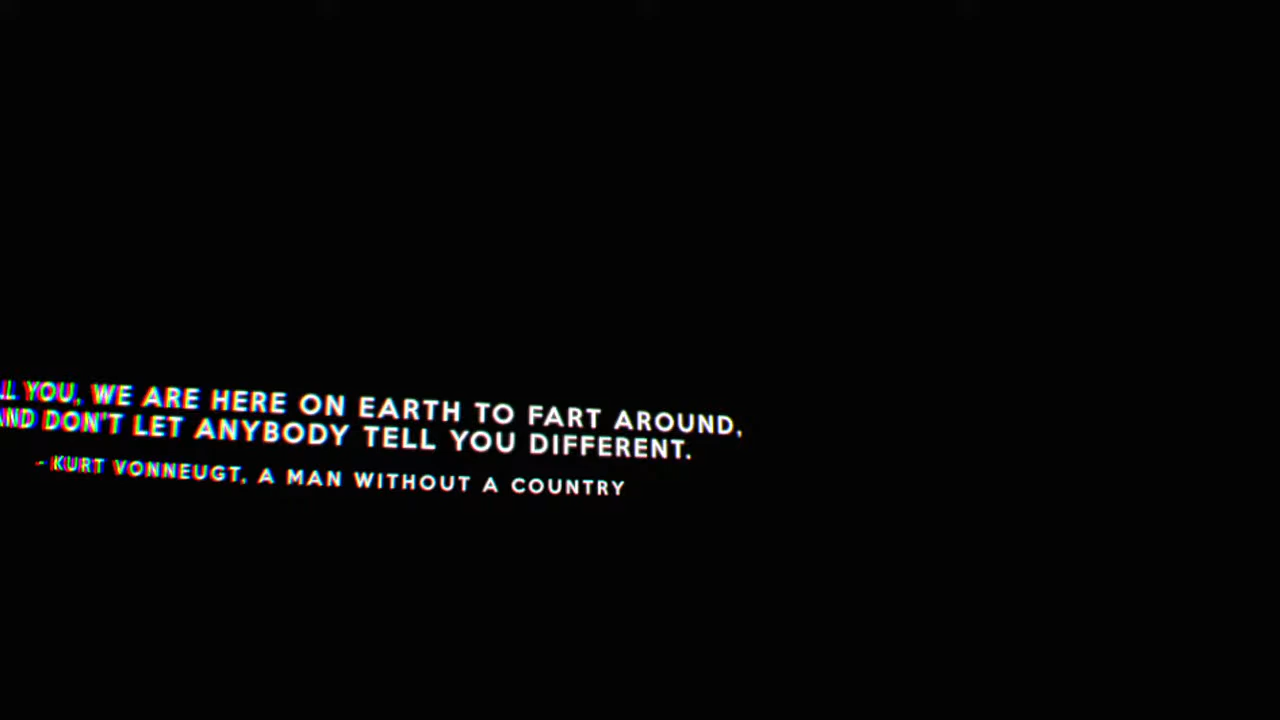 YOU, WE ARE HERE ON EARTH TO FART AROUND,
DON'T LET ANYBODY TELL YOU DIFFERENT.
- KURT VONNEUGT, A MAN WITHOUT A COUNTRY